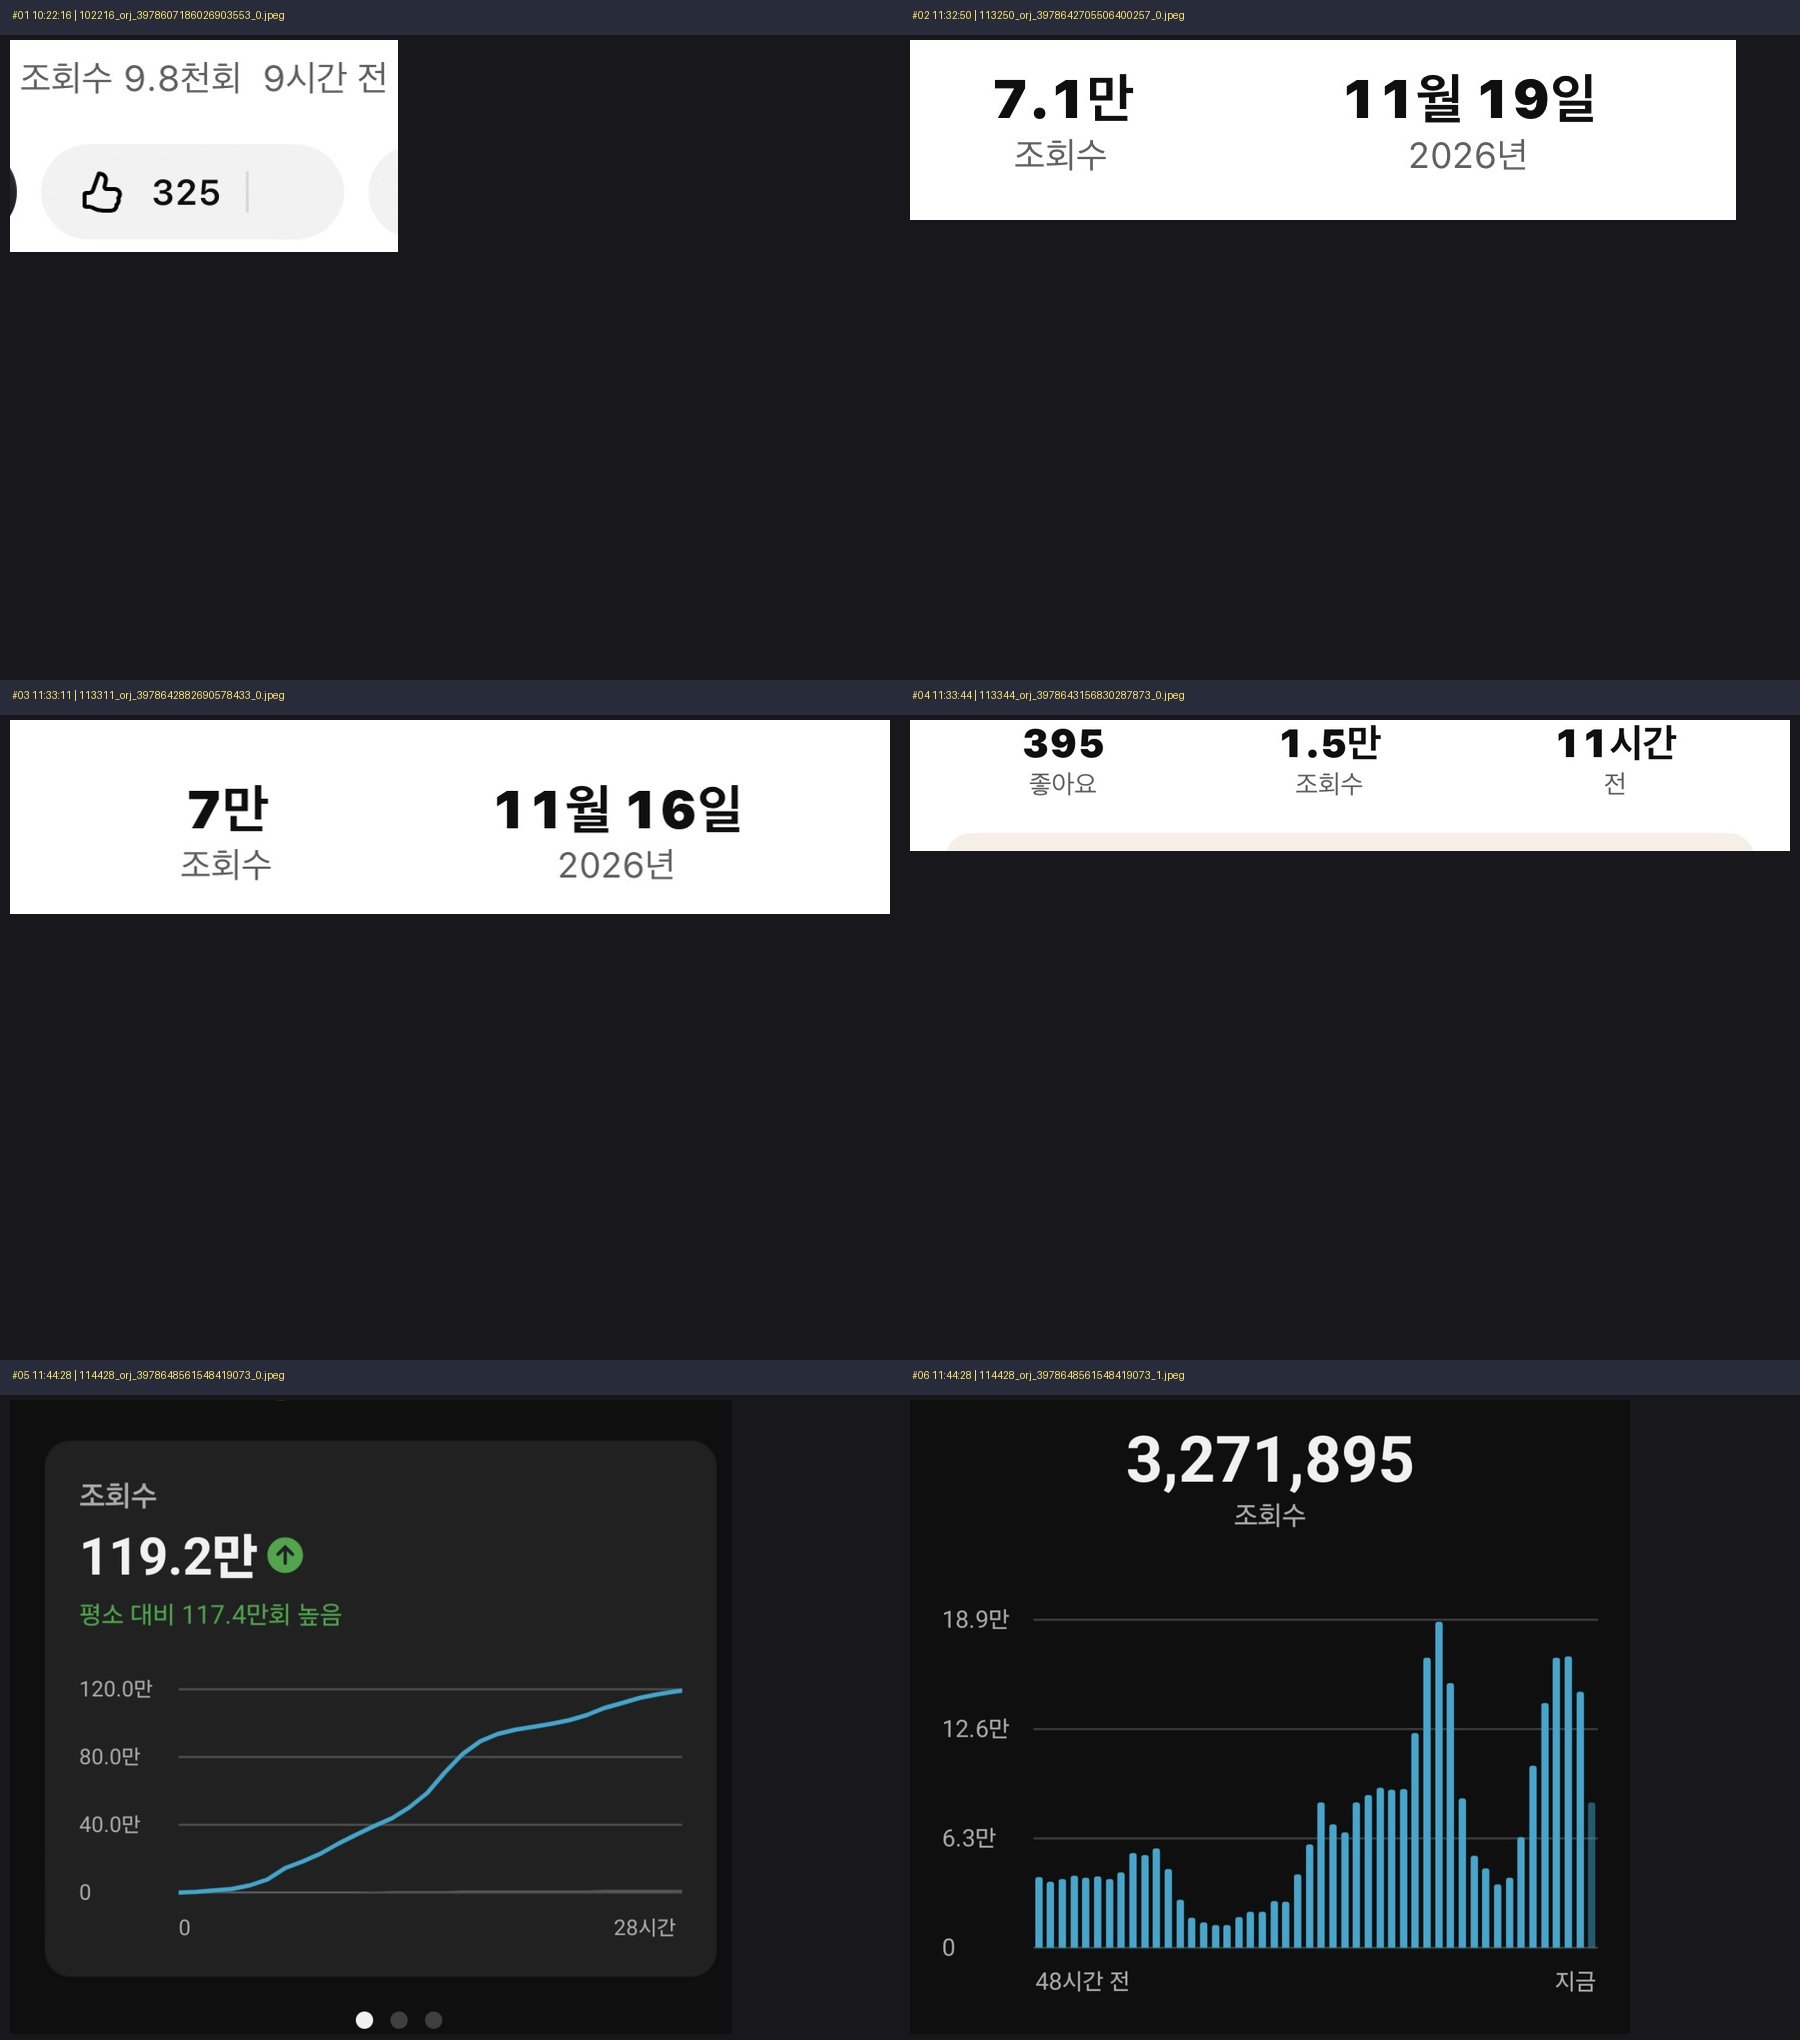 #01 10:22:16 | 102216_orj_3978607186026903553_0.jpeg
조회수 9.8천회 9시간 전
325
#02 11:32:50 | 113250_orj_3978642705506400257_0.jpeg
7.1만 11월 19일
조회수 2026년
#03 11:33:11 | 113311_orj_3978642882690578433_0.jpeg
7만 11월 16일
조회수 2026년
#04 11:33:44 | 113344_orj_3978643156830287873_0.jpeg
395 1.5만 11시간
좋아요 조회수 전
#05 11:44:28 | 114428_orj_3978648561548419073_0.jpeg
조회수
119.2만
평소 대비 117.4만회 높음
120.0만
80.0만
40.0만
0
0 28시간
#06 11:44:28 | 114428_orj_3978648561548419073_1.jpeg
3,271,895
조회수
18.9만
12.6만
6.3만
0
48시간 전 지금